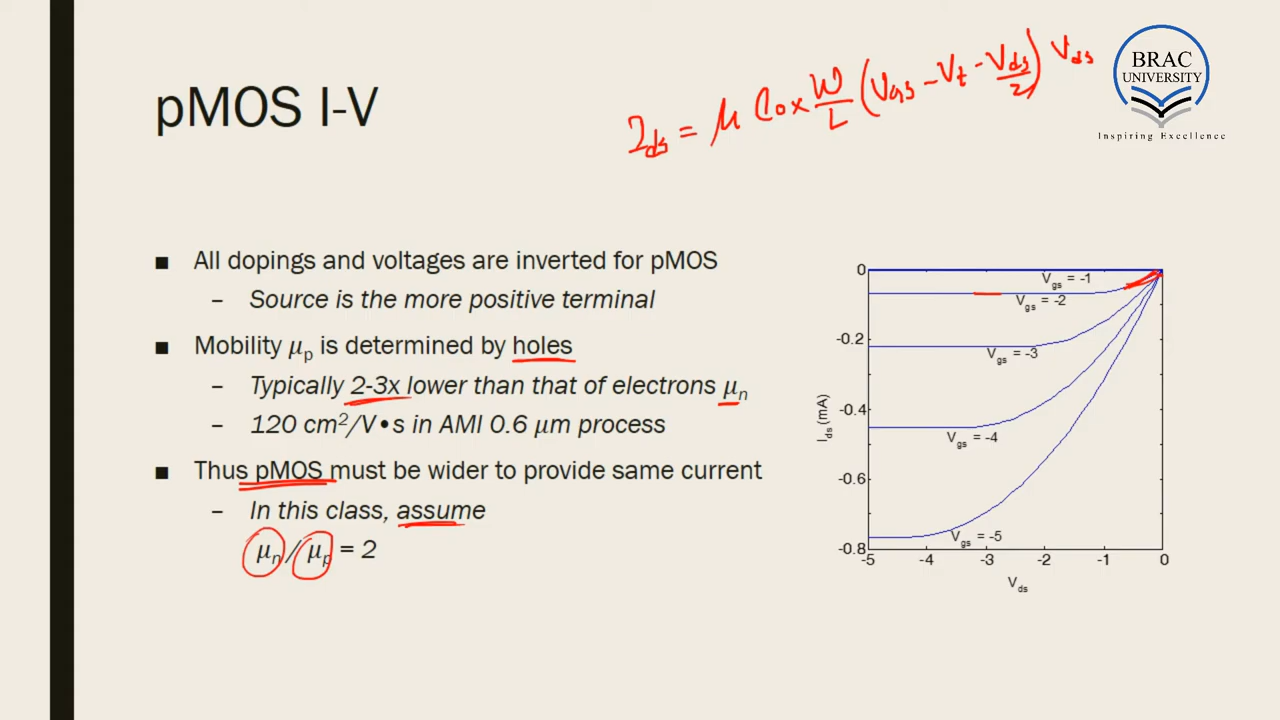 I_ds = μ Cox W/L (Vgs - Vt - Vds/2) Vds
BRAC
UNIVERSITY
Inspiring Excellence
pMOS I-V
■ All dopings and voltages are inverted for pMOS
– Source is the more positive terminal
■ Mobility μp is determined by holes
– Typically 2-3x lower than that of electrons μn
– 120 cm²/V•s in AMI 0.6 μm process
■ Thus pMOS must be wider to provide same current
– In this class, assume
μn / μp = 2
0
-0.2
-0.4
-0.6
-0.8
Ids (mA)
Vgs = -1
Vgs = -2
Vgs = -3
Vgs = -4
Vgs = -5
-5 -4 -3 -2 -1 0
Vds